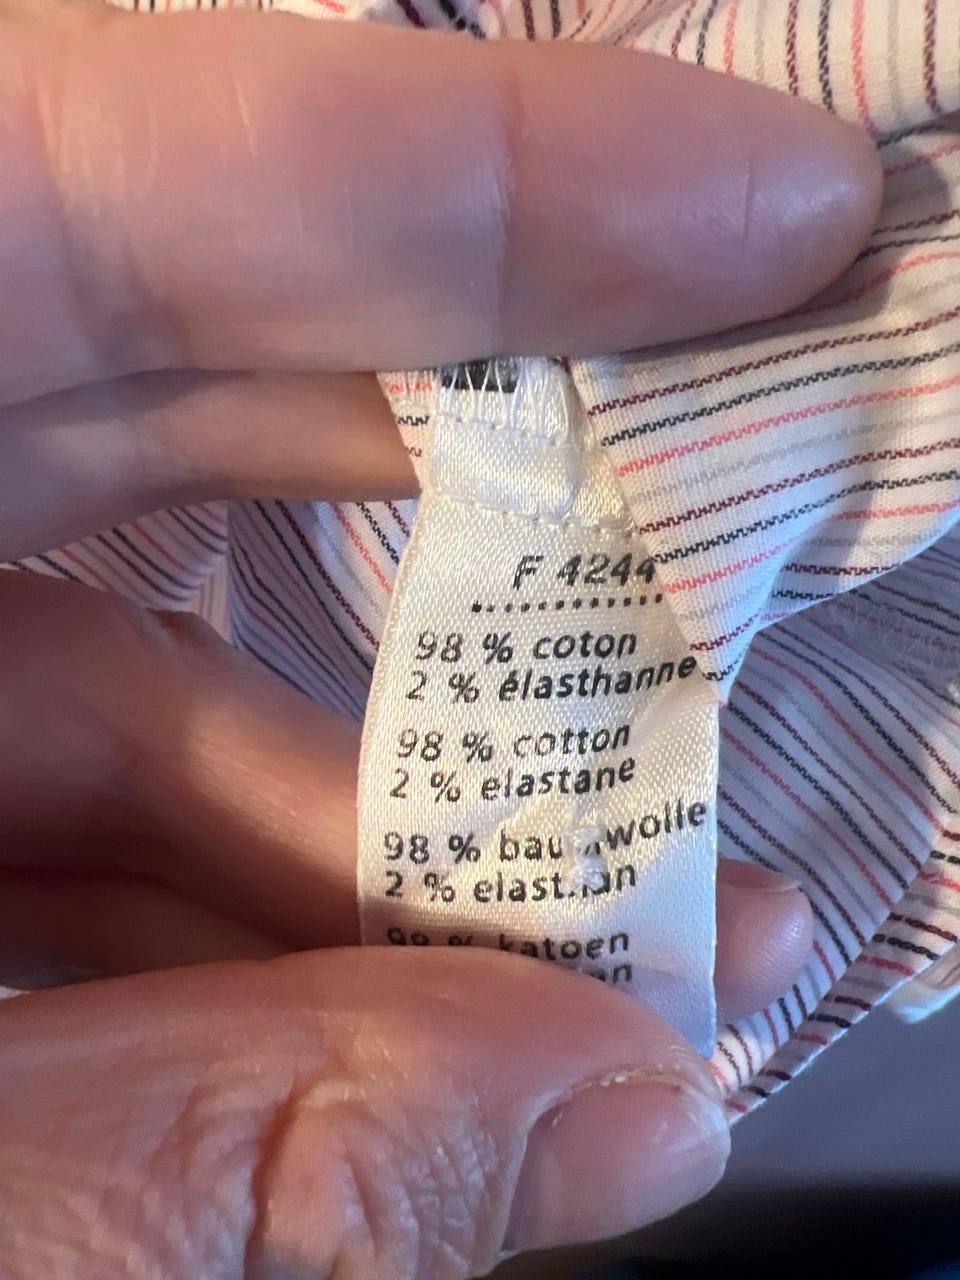 F 4244
98 % coton
2 % élasthanne
98 % cotton
2 % elastane
98 %
2 %
katoen